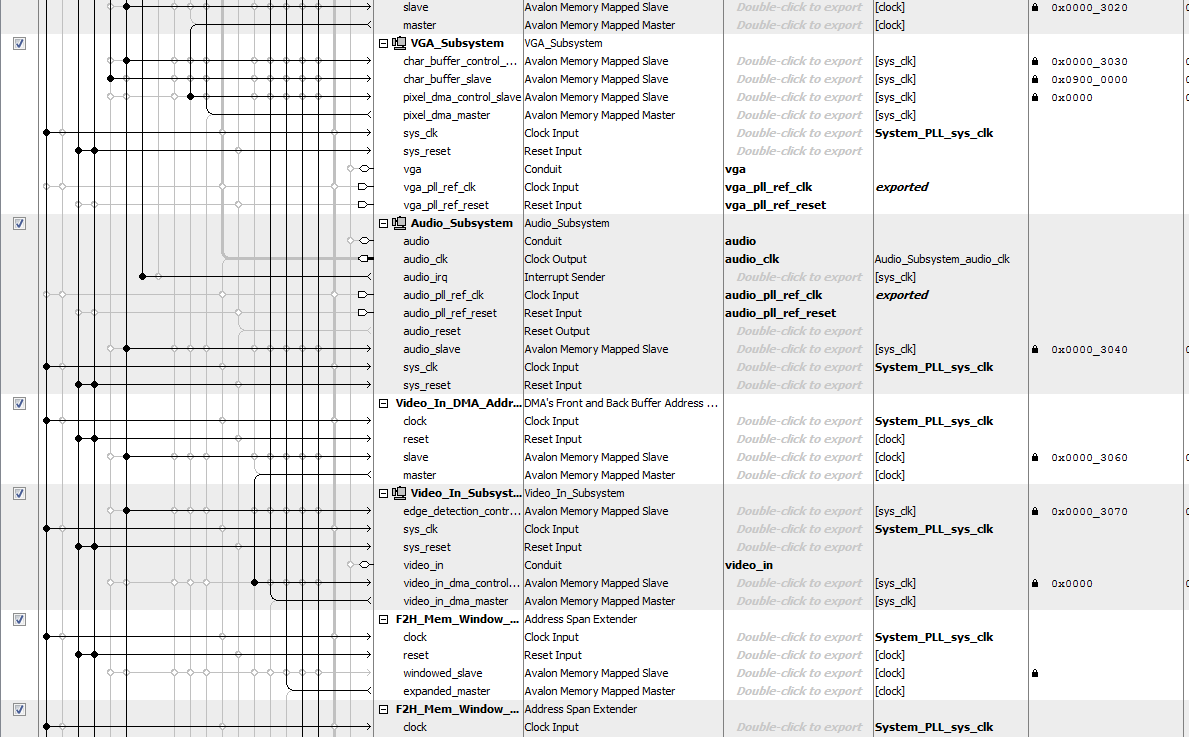 slave Avalon Memory Mapped Slave Double-click to export [clock] 0x0000_3020
master Avalon Memory Mapped Master Double-click to export [clock]
VGA_Subsystem VGA_Subsystem
char_buffer_control_... Avalon Memory Mapped Slave Double-click to export [sys_clk] 0x0000_3030
char_buffer_slave Avalon Memory Mapped Slave Double-click to export [sys_clk] 0x0900_0000
pixel_dma_control_slave Avalon Memory Mapped Slave Double-click to export [sys_clk] 0x0000
pixel_dma_master Avalon Memory Mapped Master Double-click to export [sys_clk]
sys_clk Clock Input Double-click to export System_PLL_sys_clk
sys_reset Reset Input Double-click to export
vga Conduit vga
vga_pll_ref_clk Clock Input vga_pll_ref_clk exported
vga_pll_ref_reset Reset Input vga_pll_ref_reset
Audio_Subsystem Audio_Subsystem
audio Conduit audio
audio_clk Clock Output audio_clk Audio_Subsystem_audio_clk
audio_irq Interrupt Sender Double-click to export [sys_clk]
audio_pll_ref_clk Clock Input audio_pll_ref_clk exported
audio_pll_ref_reset Reset Input audio_pll_ref_reset
audio_reset Reset Output Double-click to export
audio_slave Avalon Memory Mapped Slave Double-click to export [sys_clk] 0x0000_3040
sys_clk Clock Input Double-click to export System_PLL_sys_clk
sys_reset Reset Input Double-click to export
Video_In_DMA_Addr... DMA's Front and Back Buffer Address ...
clock Clock Input Double-click to export System_PLL_sys_clk
reset Reset Input Double-click to export [clock]
slave Avalon Memory Mapped Slave Double-click to export [clock] 0x0000_3060
master Avalon Memory Mapped Master Double-click to export [clock]
Video_In_Subsyst... Video_In_Subsystem
edge_detection_contr... Avalon Memory Mapped Slave Double-click to export [sys_clk] 0x0000_3070
sys_clk Clock Input Double-click to export System_PLL_sys_clk
sys_reset Reset Input Double-click to export
video_in Conduit video_in
video_in_dma_control... Avalon Memory Mapped Slave Double-click to export [sys_clk] 0x0000
video_in_dma_master Avalon Memory Mapped Master Double-click to export [sys_clk]
F2H_Mem_Window_... Address Span Extender
clock Clock Input Double-click to export System_PLL_sys_clk
reset Reset Input Double-click to export [clock]
windowed_slave Avalon Memory Mapped Slave Double-click to export [clock]
expanded_master Avalon Memory Mapped Master Double-click to export [clock]
F2H_Mem_Window_... Address Span Extender
clock Clock Input Double-click to export System_PLL_sys_clk